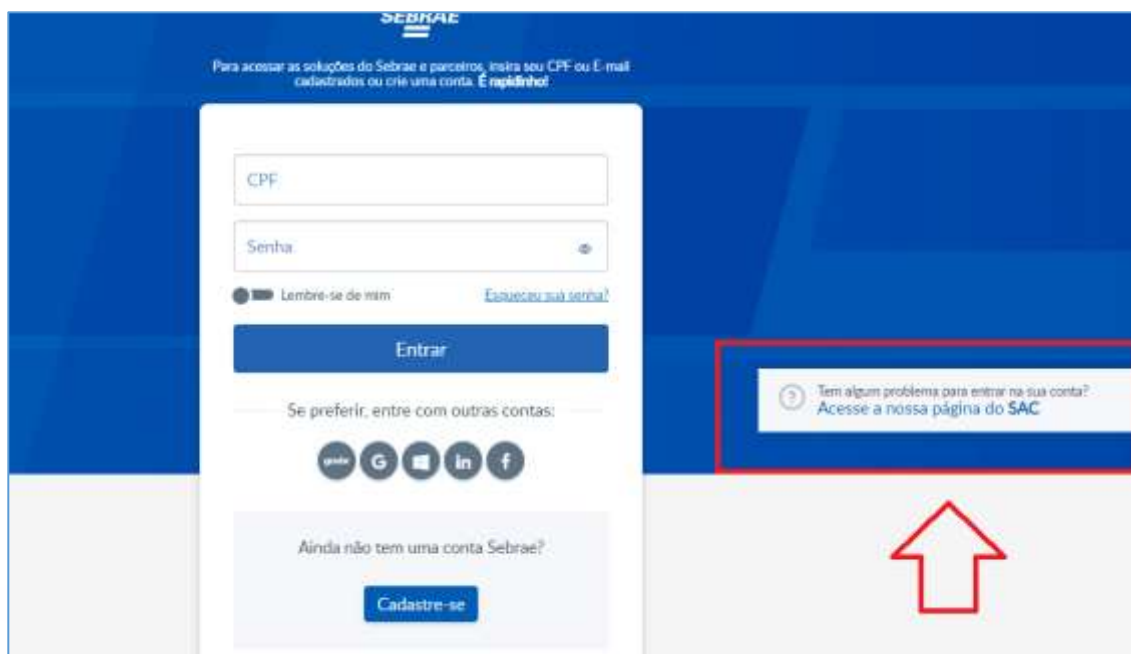 SEBRAE
Para acessar as soluções do Sebrae e parceiros, insira seu CPF ou E-mail
cadastrados ou crie uma conta. É rapidinho!
CPF
Senha
Lembre-se de mim
Esqueceu sua senha?
Entrar
Se preferir, entre com outras contas:
G
in
f
Ainda não tem uma conta Sebrae?
Cadastre-se
Tem algum problema para entrar na sua conta?
Acesse a nossa página do SAC